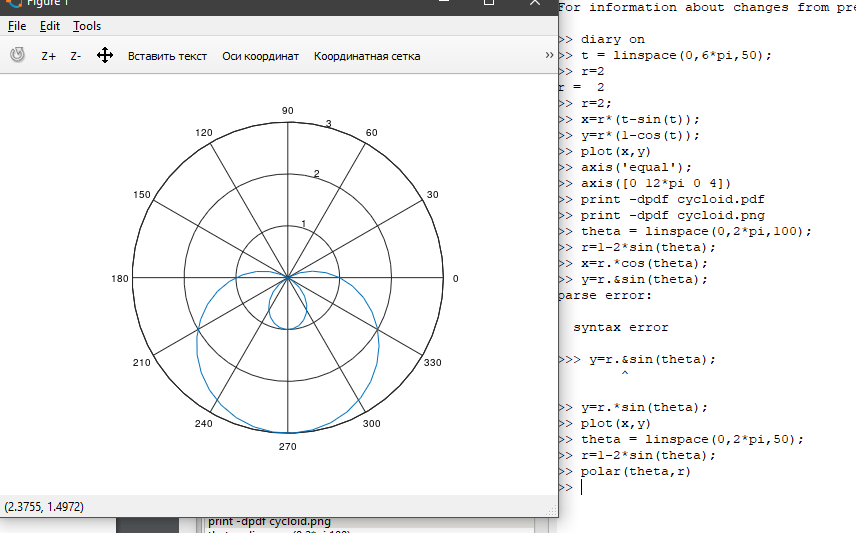 Figure 1
File Edit Tools
Z+ Z- Вставить текст Оси координат Координатная сетка »
90
120 60
3
150 30
2
1
180 0
210 330
240 300
270
(2.3755, 1.4972)
print -dpdf cycloid.png
For information about changes from pre
>> diary on
>> t = linspace(0,6*pi,50);
>> r=2
r =  2
>> r=2;
>> x=r*(t-sin(t));
>> y=r*(1-cos(t));
>> plot(x,y)
>> axis('equal');
>> axis([0 12*pi 0 4])
>> print -dpdf cycloid.pdf
>> print -dpdf cycloid.png
>> theta = linspace(0,2*pi,100);
>> r=1-2*sin(theta);
>> x=r.*cos(theta);
>> y=r.&sin(theta);
parse error:
syntax error
>>> y=r.&sin(theta);
^
>> y=r.*sin(theta);
>> plot(x,y)
>> theta = linspace(0,2*pi,50);
>> r=1-2*sin(theta);
>> polar(theta,r)
>>